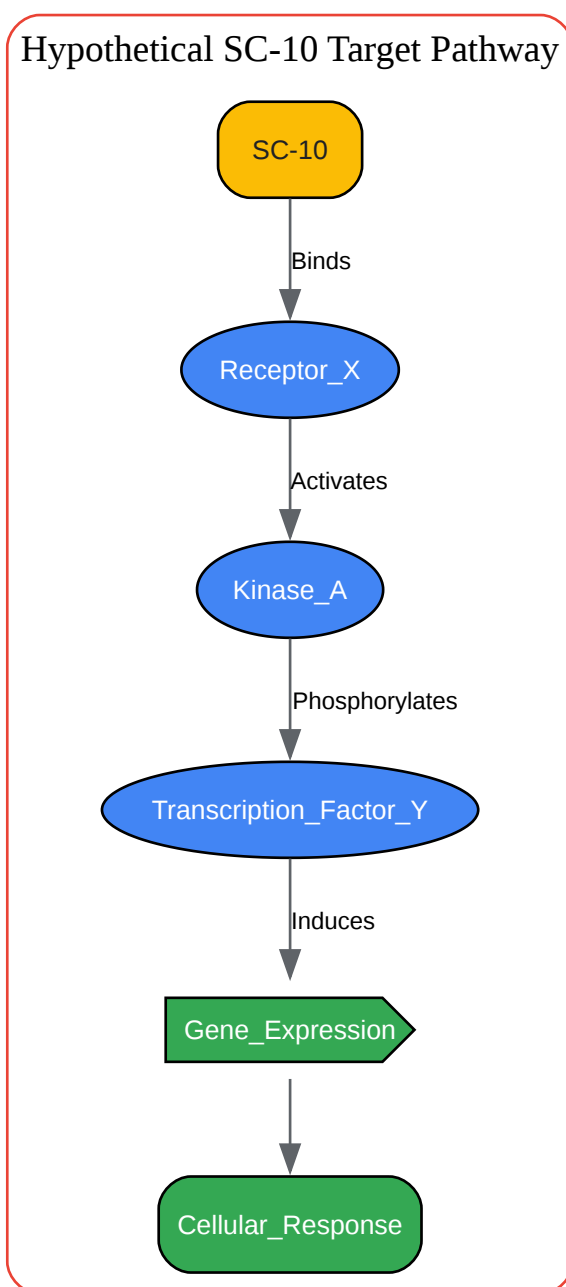 Hypothetical SC-10 Target Pathway
SC-10
Binds
Receptor_X
Activates
Kinase_A
Phosphorylates
Transcription_Factor_Y
Induces
Gene_Expression
Cellular_Response